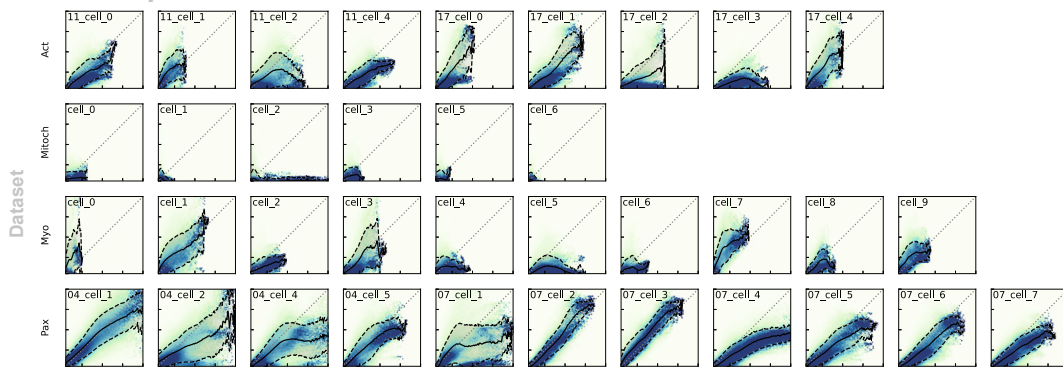 Dataset
Act
11_cell_0 11_cell_1 11_cell_2 11_cell_4 17_cell_0 17_cell_1 17_cell_2 17_cell_3 17_cell_4
Mitoch
cell_0 cell_1 cell_2 cell_3 cell_5 cell_6
Myo
cell_0 cell_1 cell_2 cell_3 cell_4 cell_5 cell_6 cell_7 cell_8 cell_9
Pax
04_cell_1 04_cell_2 04_cell_4 04_cell_5 07_cell_1 07_cell_2 07_cell_3 07_cell_4 07_cell_5 07_cell_6 07_cell_7